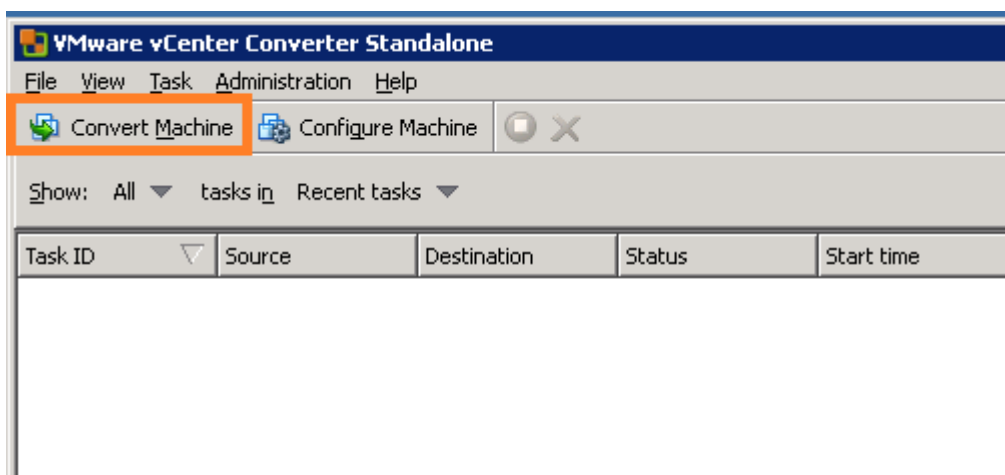 VMware vCenter Converter Standalone
File View Task Administration Help
Convert Machine Configure Machine
Show: All tasks in Recent tasks
Task ID Source Destination Status Start time